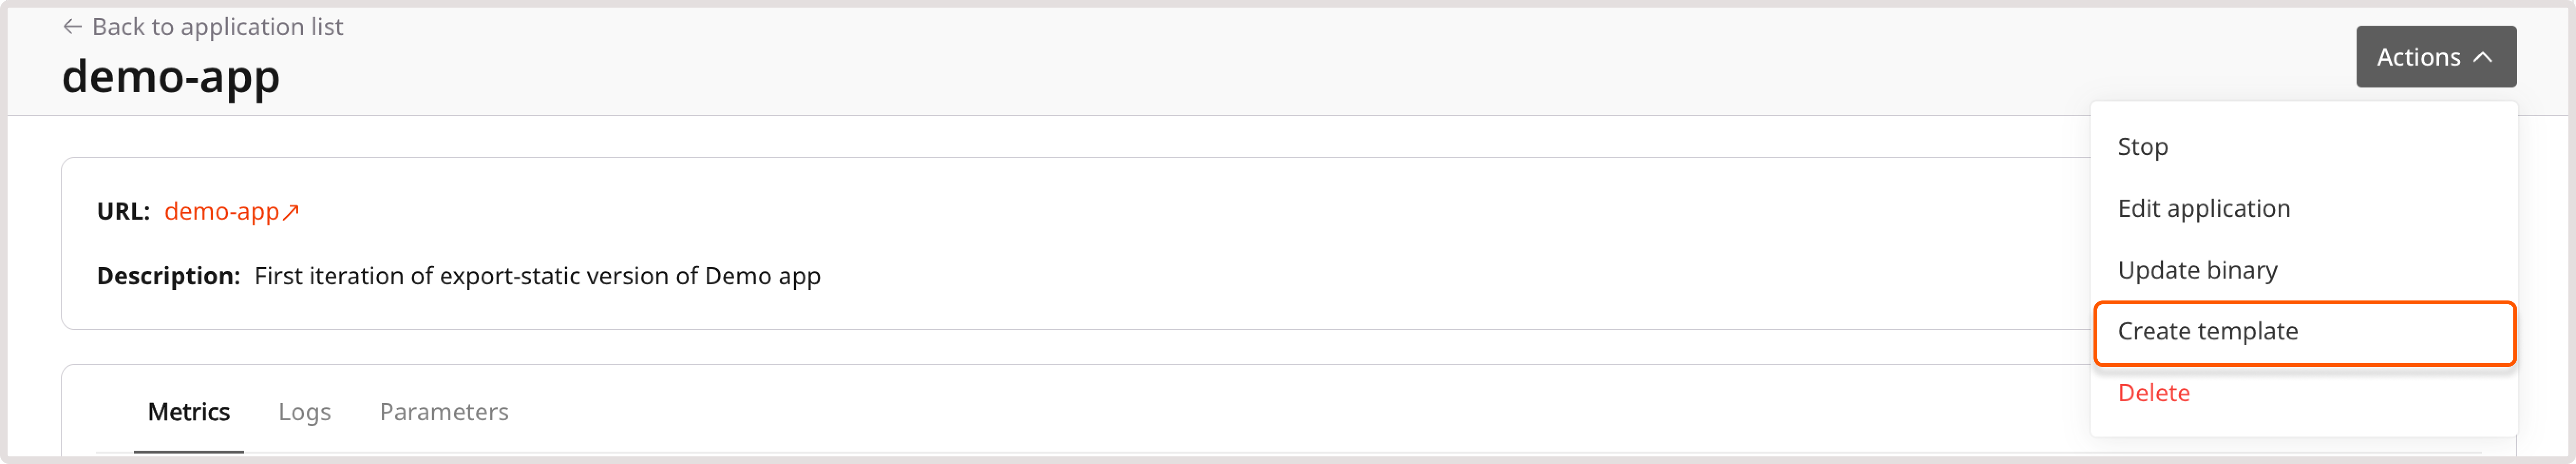 ← Back to application list
demo-app
Actions
Stop
Edit application
Update binary
Create template
Delete
URL: demo-app↗
Description: First iteration of export-static version of Demo app
Metrics Logs Parameters